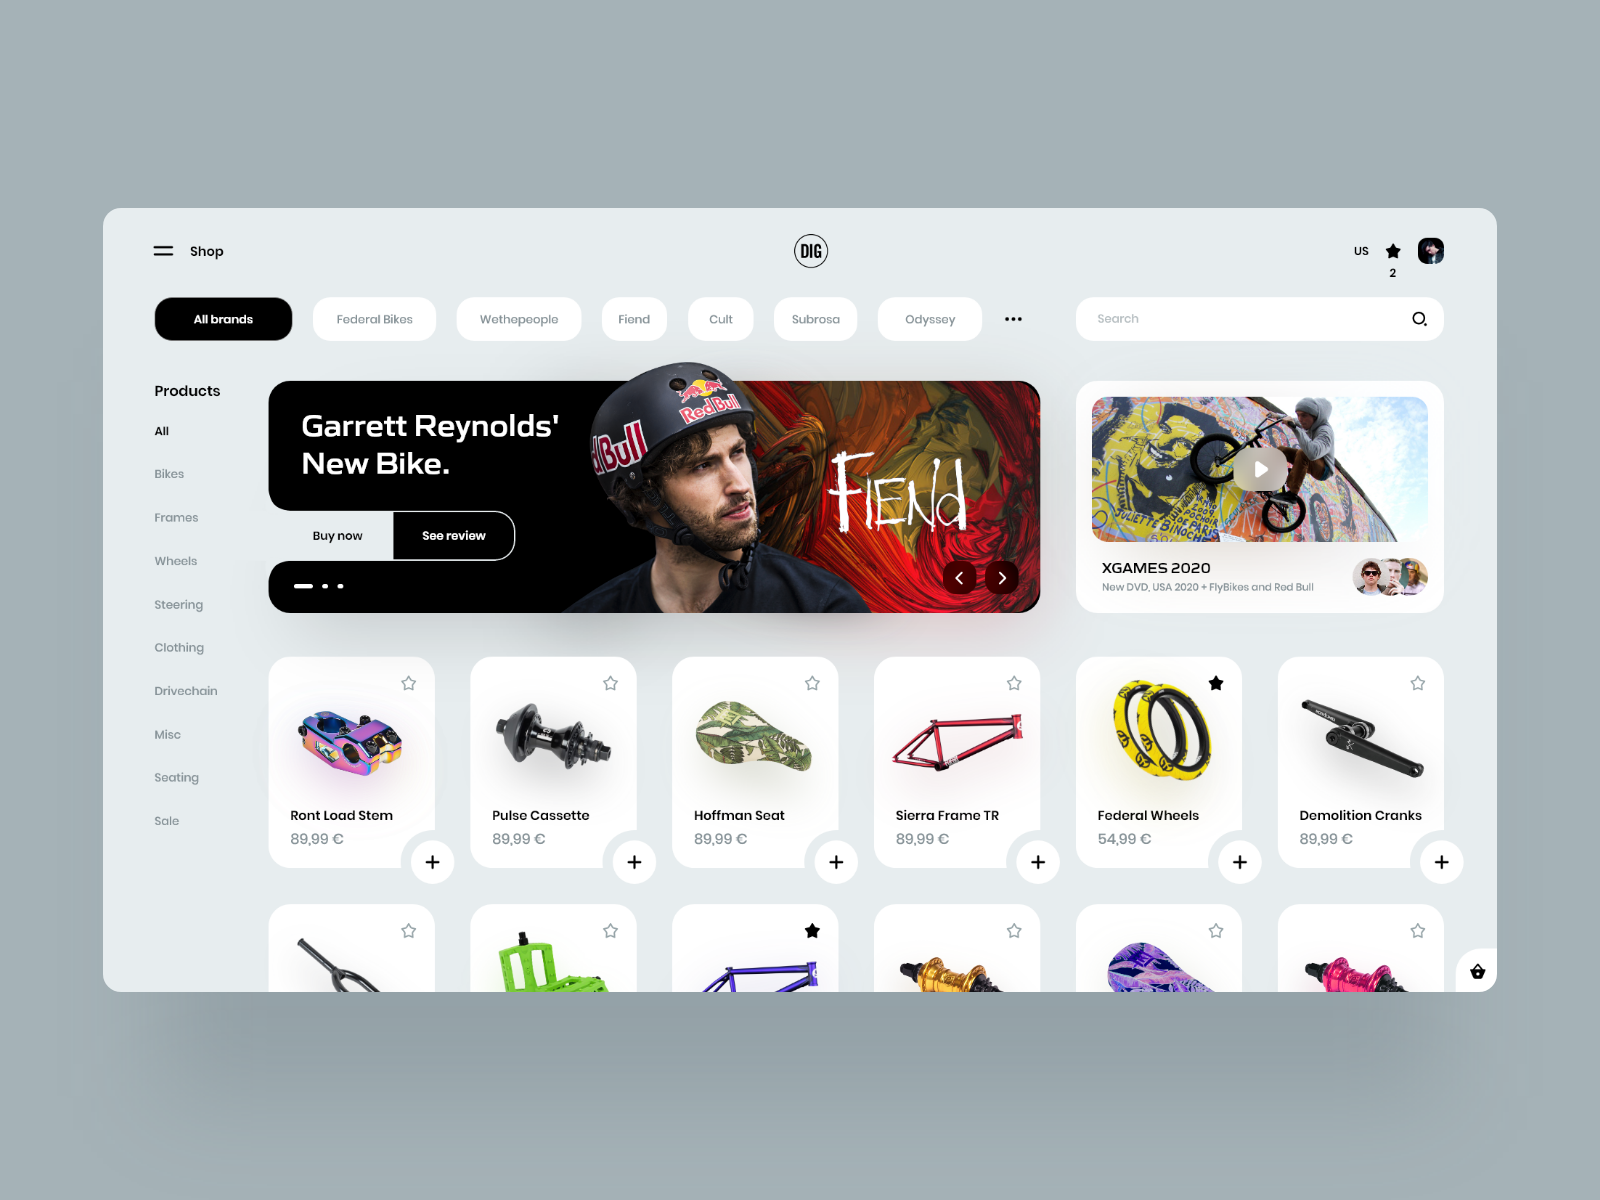 Shop
DIG
US
2
All brands
Federal Bikes
Wethepeople
Fiend
Cult
Subrosa
Odyssey
Search
Products
All
Bikes
Frames
Wheels
Steering
Clothing
Drivechain
Misc
Seating
Sale
Garrett Reynolds'
New Bike.
Buy now
See review
Red Bull
d Bull
FIEND
JULIETTE BINOCHE
XGAMES 2020
New DVD, USA 2020 + FlyBikes and Red Bull
Ront Load Stem
89,99 €
Pulse Cassette
89,99 €
Hoffman Seat
89,99 €
Sierra Frame TR
89,99 €
Federal Wheels
54,99 €
Demolition Cranks
89,99 €